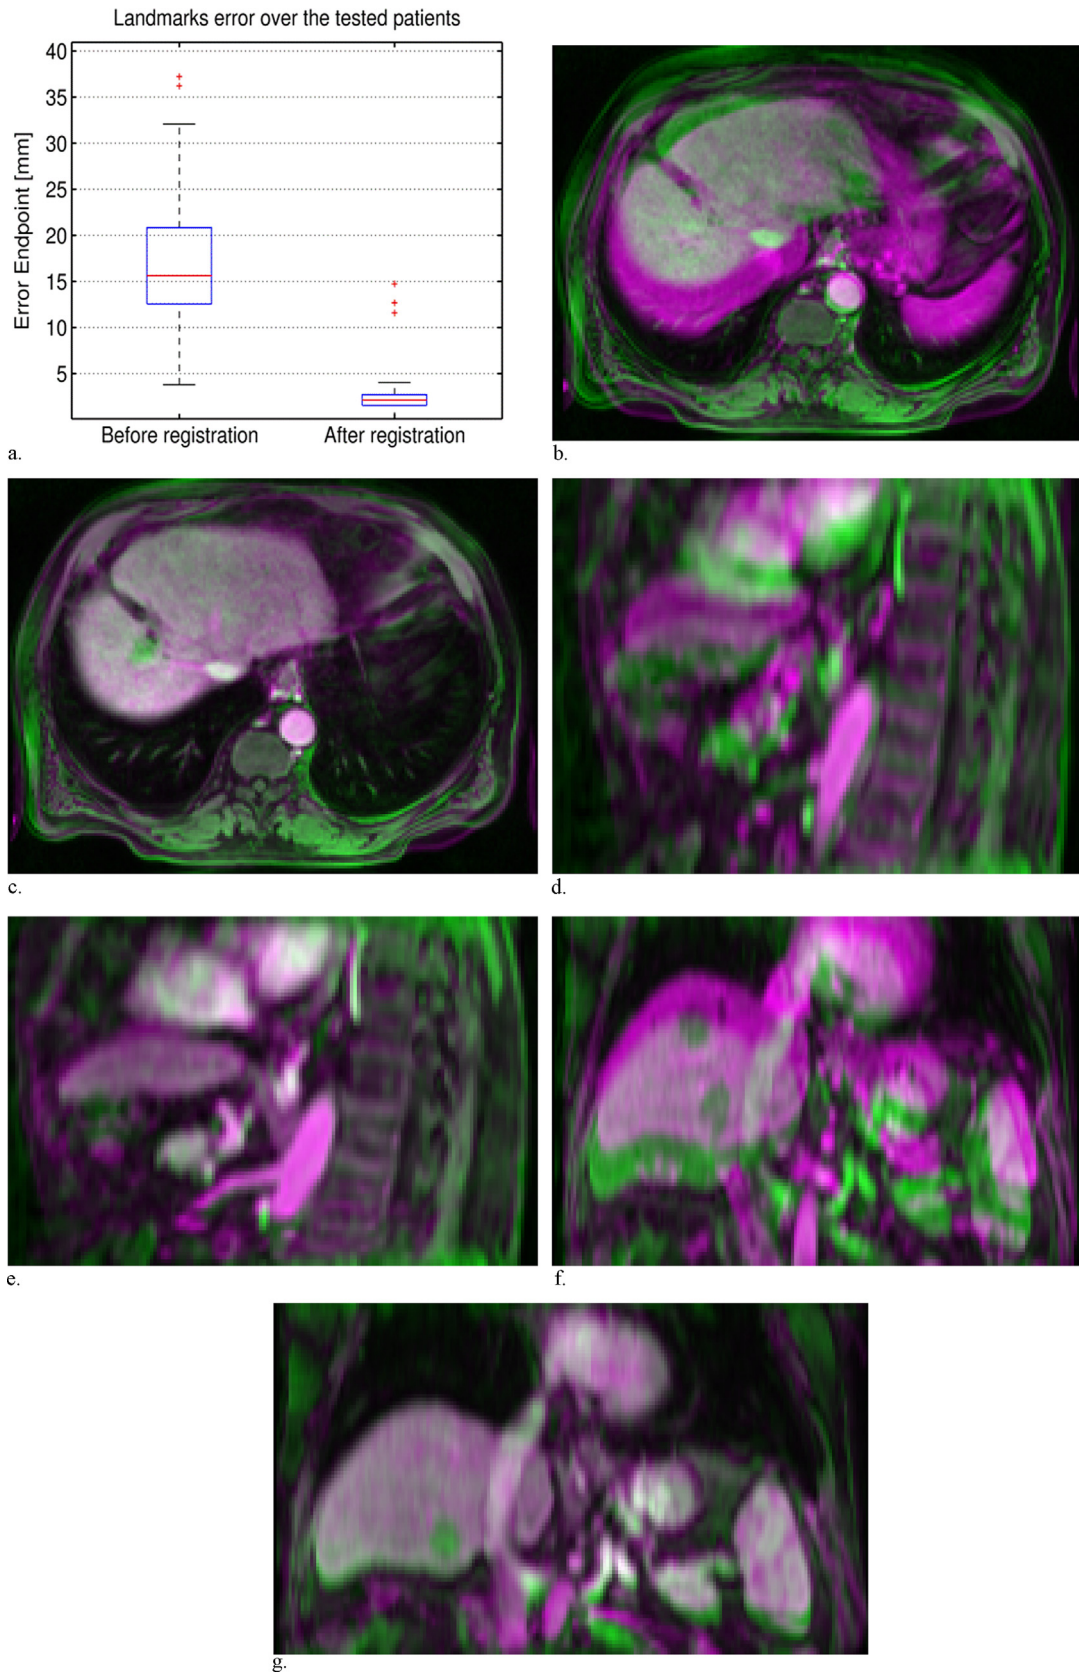 Landmarks error over the tested patients
40
35
30
25
20
15
10
5
Error Endpoint [mm]
Before registration
After registration
a.
b.
c.
d.
e.
f.
g.